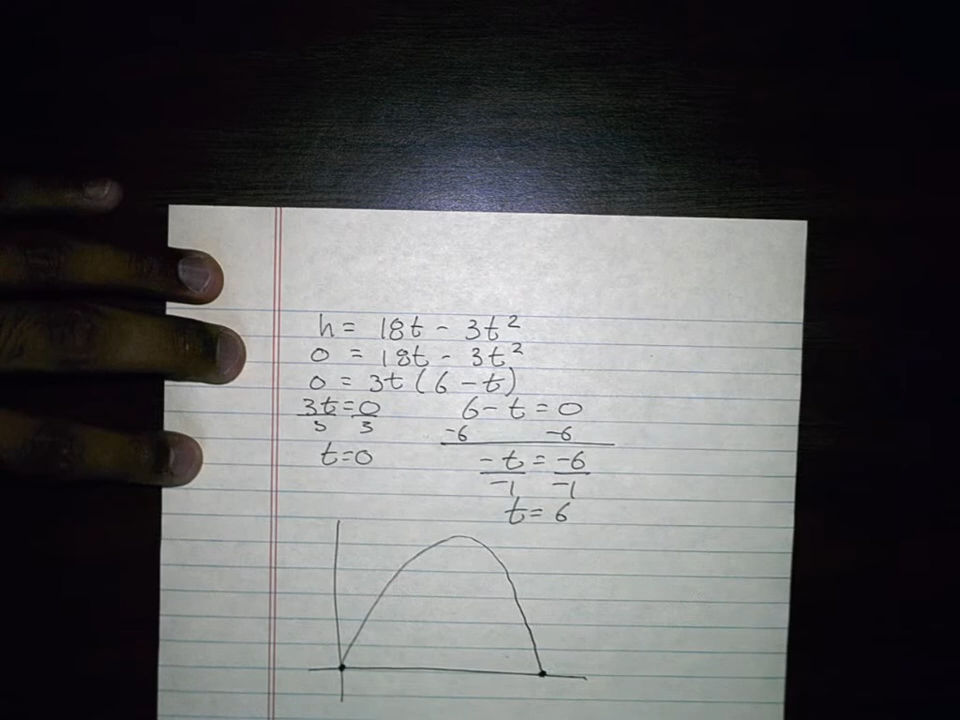 h = 18t - 3t²
0 = 18t - 3t²
0 = 3t (6 - t)
3t = 0 6 - t = 0
3 3 -6 -6
t = 0 -t = -6
-1 -1
t = 6